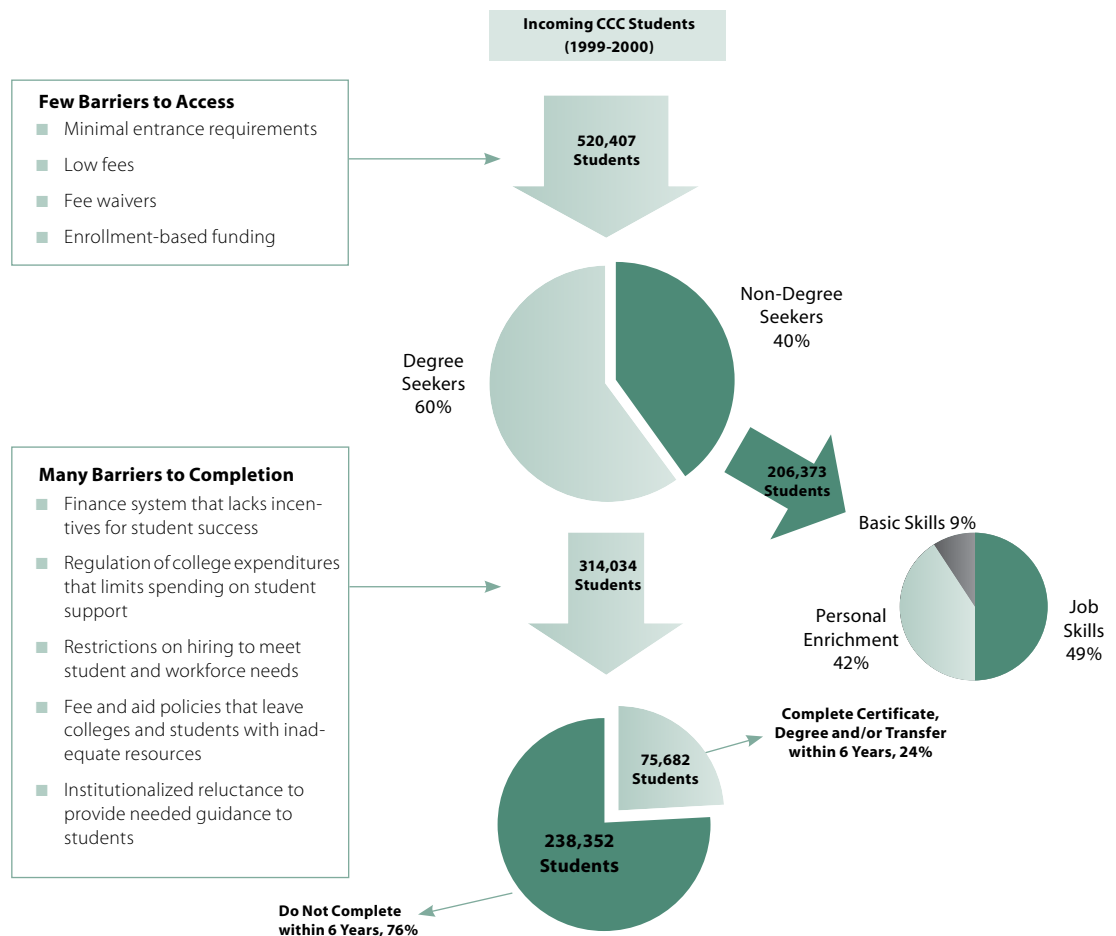 Incoming CCC Students
(1999-2000)
Few Barriers to Access
Minimal entrance requirements
Low fees
Fee waivers
Enrollment-based funding
520,407
Students
Non-Degree
Seekers
40%
Degree
Seekers
60%
206,373
Students
Many Barriers to Completion
Finance system that lacks incen-
tives for student success
Regulation of college expenditures
that limits spending on student
support
Restrictions on hiring to meet
student and workforce needs
Fee and aid policies that leave
colleges and students with inad-
equate resources
Institutionalized reluctance to
provide needed guidance to
students
314,034
Students
Basic Skills 9%
Personal
Enrichment
42%
Job
Skills
49%
Complete Certificate,
Degree and/or Transfer
within 6 Years, 24%
75,682
Students
238,352
Students
Do Not Complete
within 6 Years, 76%